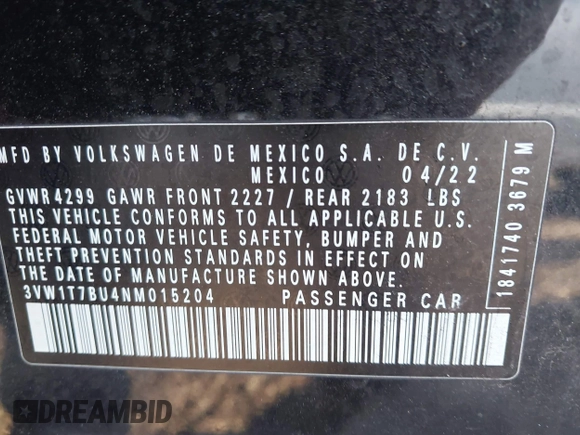 MFD BY VOLKSWAGEN DE MEXICO S.A. DE C.V.
MEXICO 04/22
GVWR 4299 GAWR FRONT 2227 / REAR 2183 LBS
THIS VEHICLE CONFORMS TO ALL APPLICABLE U.S.
FEDERAL MOTOR VEHICLE SAFETY, BUMPER AND
THEFT PREVENTION STANDARDS IN EFFECT ON
THE DATE OF MANUFACTURE SHOWN ABOVE.
3VW1T7BU4NM015204 PASSENGER CAR
1841740 3679 M
DREAMBID